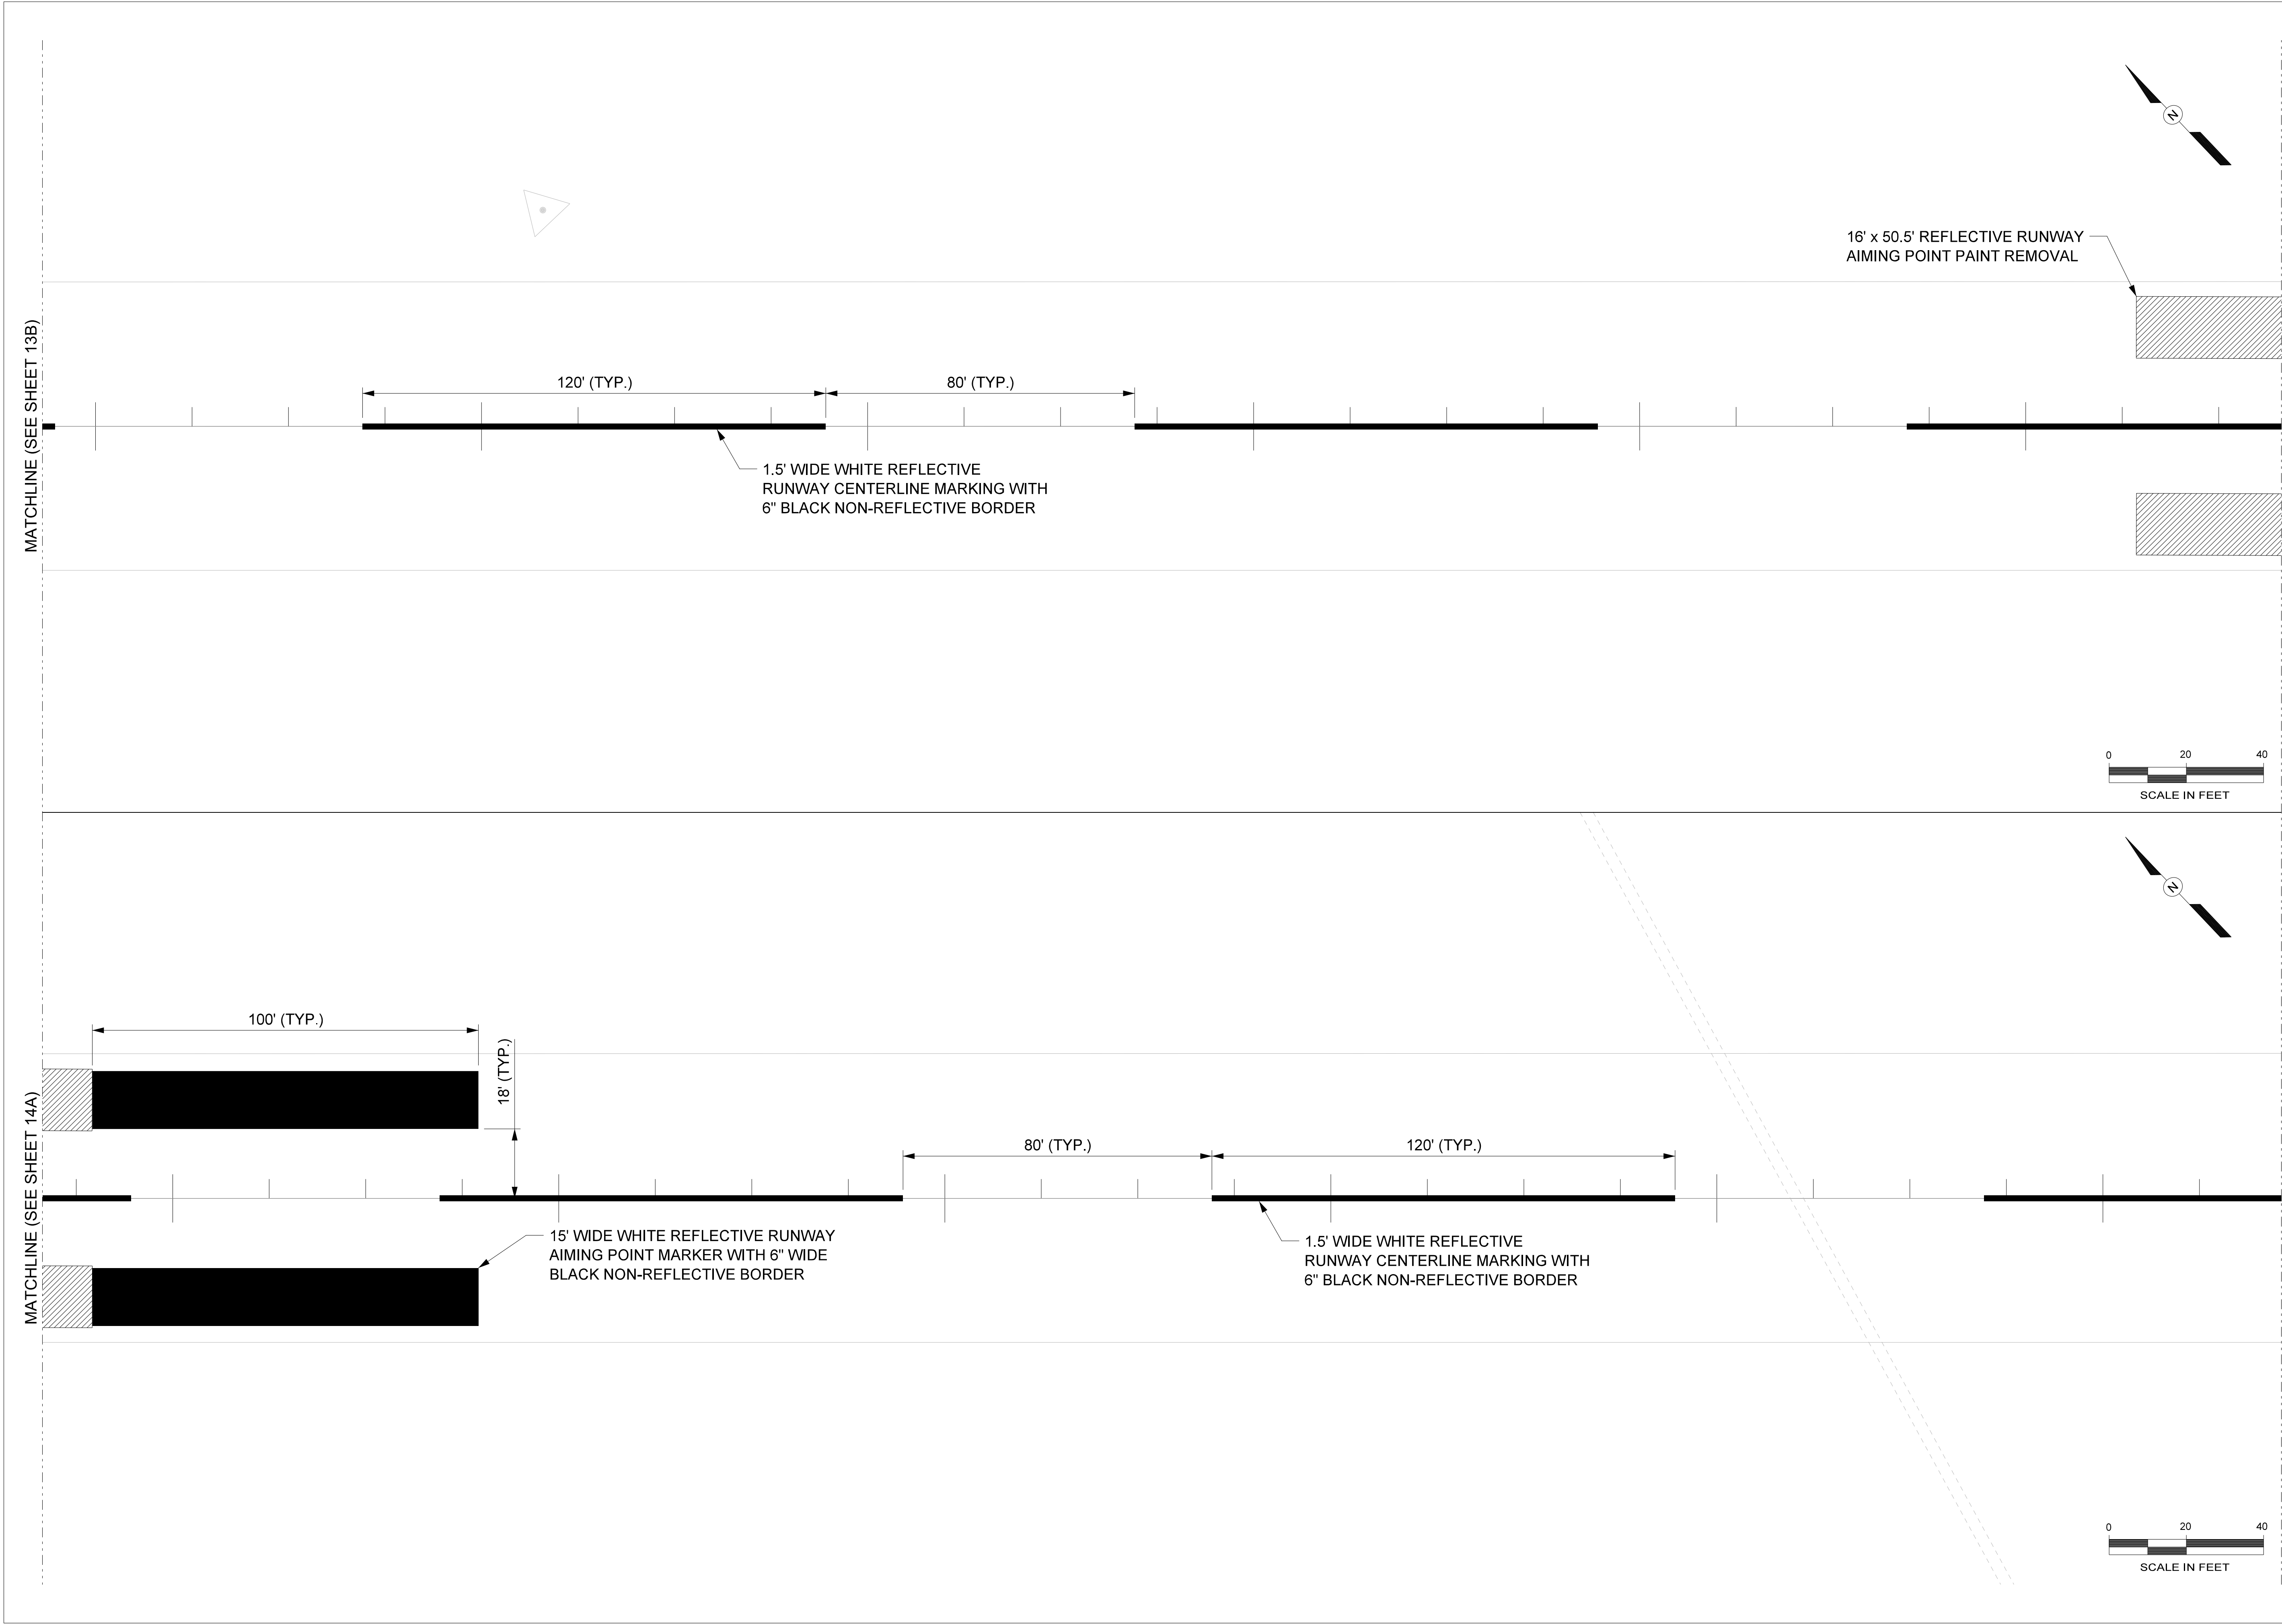 N
16' x 50.5' REFLECTIVE RUNWAY
AIMING POINT PAINT REMOVAL
MATCHLINE (SEE SHEET 13B)
120' (TYP.)
80' (TYP.)
1.5' WIDE WHITE REFLECTIVE
RUNWAY CENTERLINE MARKING WITH
6" BLACK NON-REFLECTIVE BORDER
0 20 40
SCALE IN FEET
N
100' (TYP.)
18' (TYP.)
MATCHLINE (SEE SHEET 14A)
80' (TYP.)
120' (TYP.)
15' WIDE WHITE REFLECTIVE RUNWAY
AIMING POINT MARKER WITH 6" WIDE
BLACK NON-REFLECTIVE BORDER
1.5' WIDE WHITE REFLECTIVE
RUNWAY CENTERLINE MARKING WITH
6" BLACK NON-REFLECTIVE BORDER
0 20 40
SCALE IN FEET